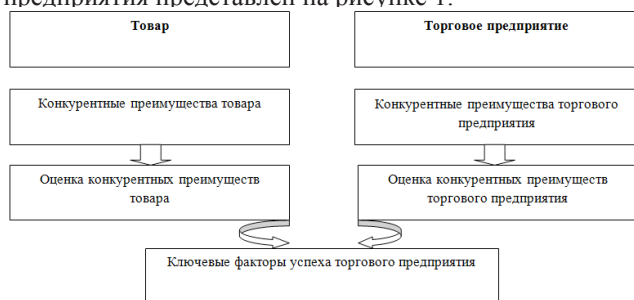 предприятия представлен на рисунке 1.
Товар
Торговое предприятие
Конкурентные преимущества товара
Конкурентные преимущества торгового
предприятия
Оценка конкурентных преимуществ
товара
Оценка конкурентных преимуществ
торгового предприятия
Ключевые факторы успеха торгового предприятия